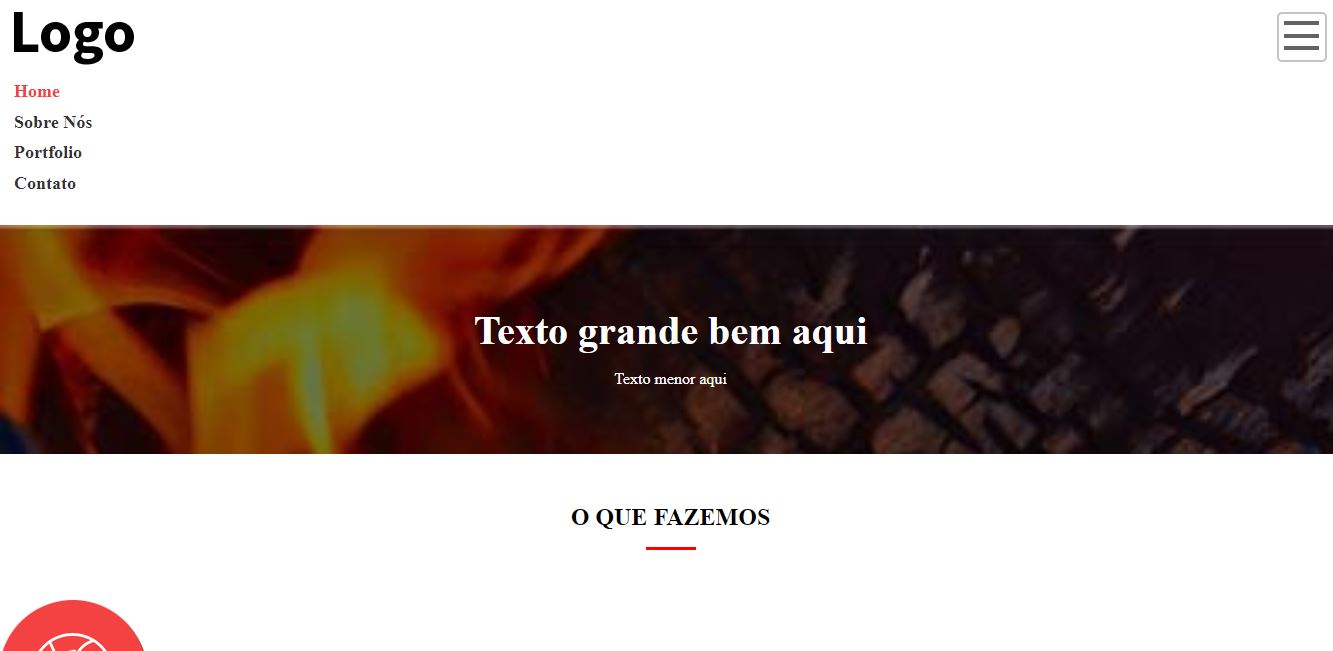 Logo
Home
Sobre Nós
Portfolio
Contato
Texto grande bem aqui
Texto menor aqui
O QUE FAZEMOS